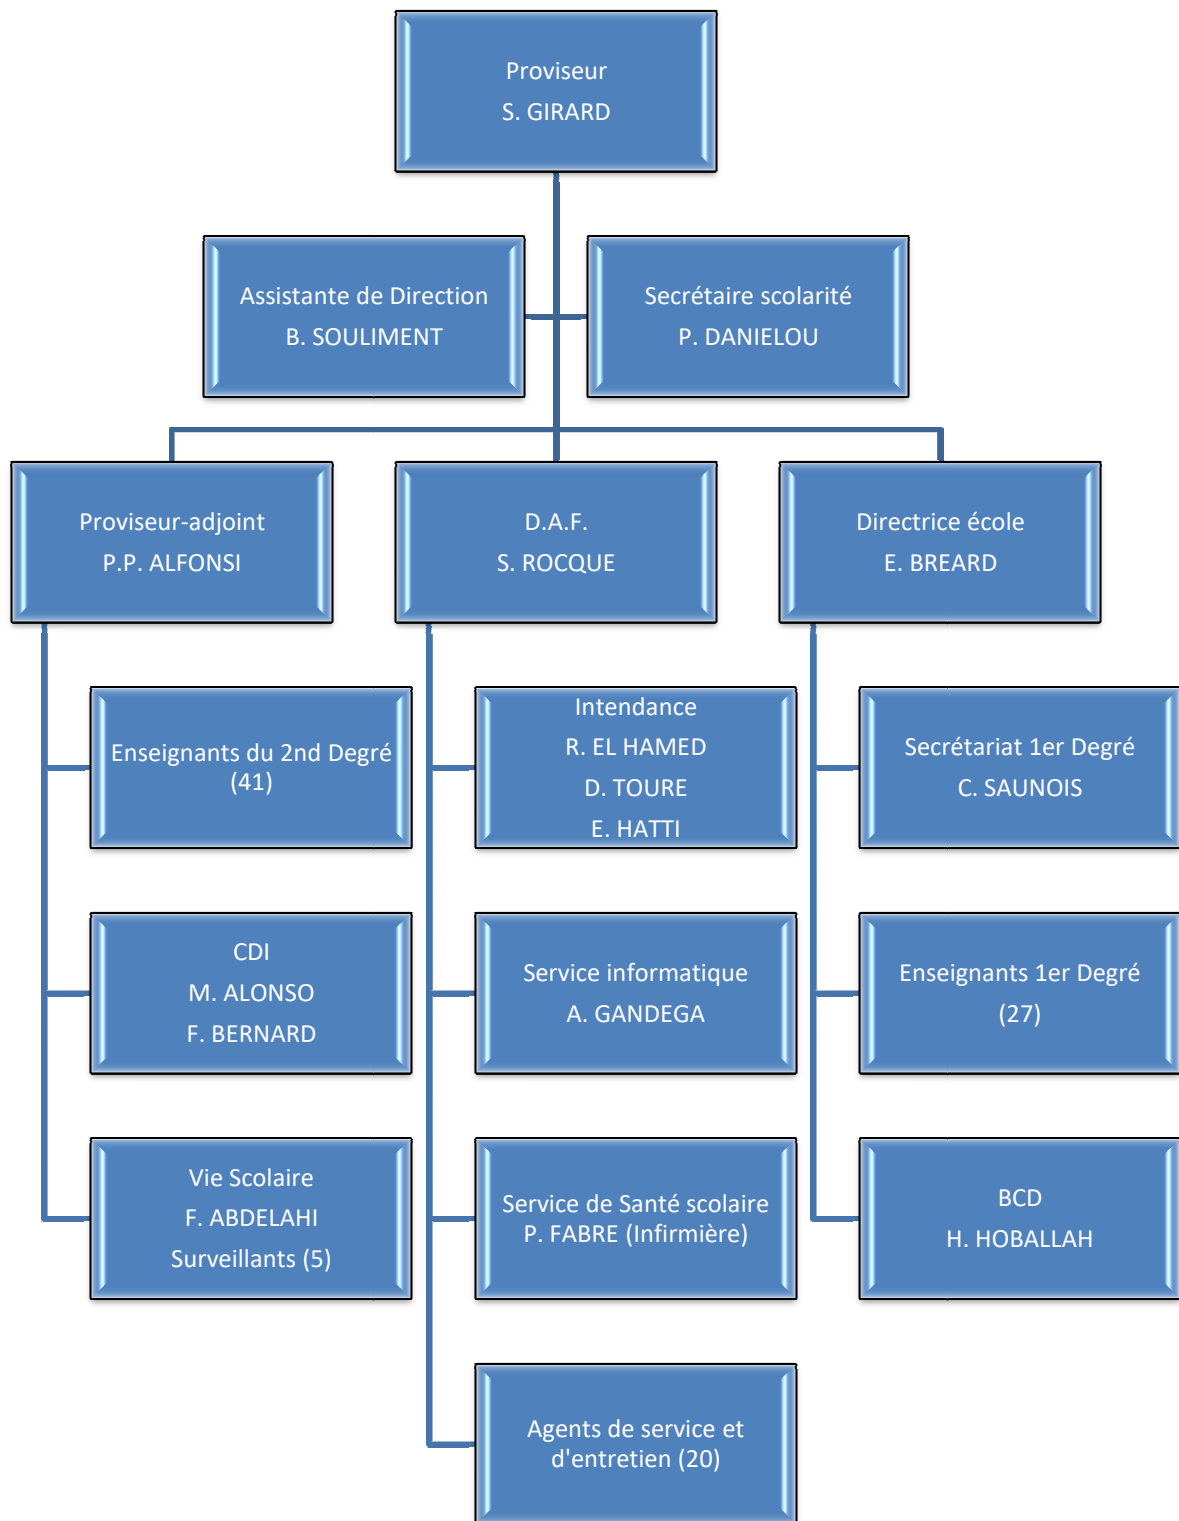 Proviseur
S. GIRARD
Assistante de Direction
B. SOULIMENT
Secrétaire scolarité
P. DANIELOU
Proviseur-adjoint
P.P. ALFONSI
D.A.F.
S. ROCQUE
Directrice école
E. BREARD
Enseignants du 2nd Degré
(41)
Intendance
R. EL HAMED
D. TOURE
E. HATTI
Secrétariat 1er Degré
C. SAUNOIS
CDI
M. ALONSO
F. BERNARD
Service informatique
A. GANDEGA
Enseignants 1er Degré
(27)
Vie Scolaire
F. ABDELAHI
Surveillants (5)
Service de Santé scolaire
P. FABRE (Infirmière)
BCD
H. HOBALLAH
Agents de service et
d'entretien (20)